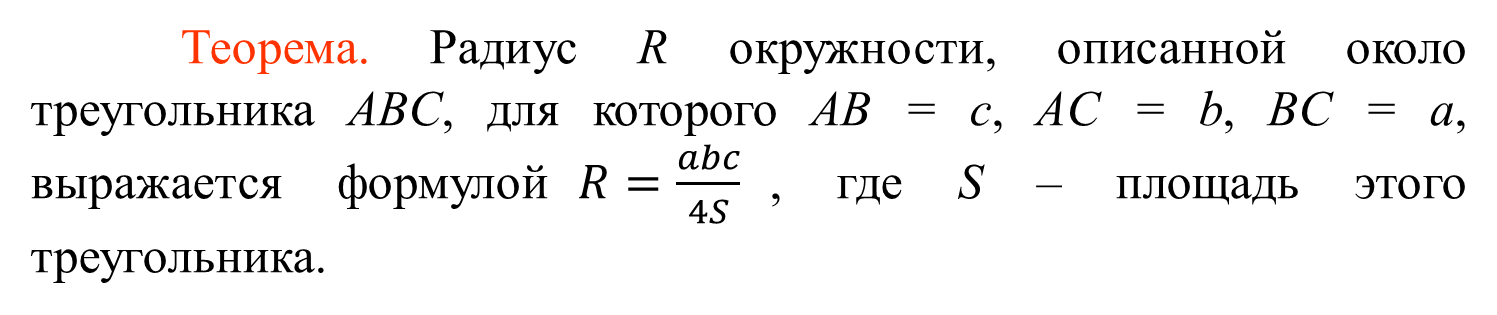 Теорема. Радиус R окружности, описанной около
треугольника ABC, для которого AB = c, AC = b, BC = a,
выражается формулой R = abc/4S , где S – площадь этого
треугольника.